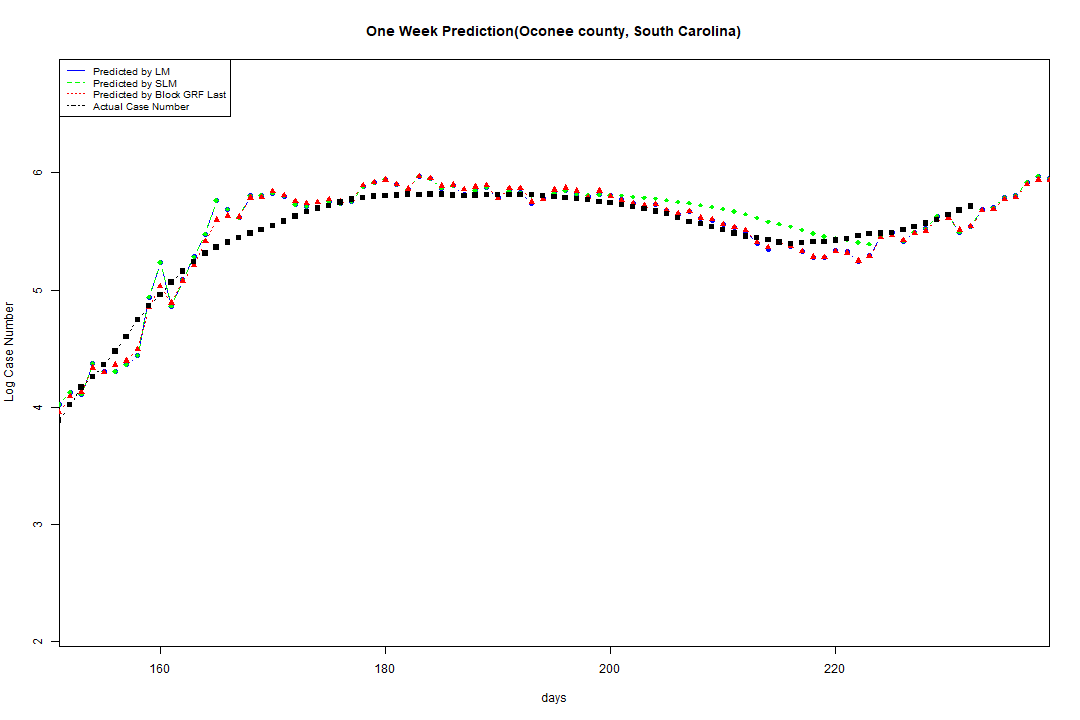 One Week Prediction(Oconee county, South Carolina)
Predicted by LM
Predicted by SLM
Predicted by Block GRF Last
Actual Case Number
6
5
4
3
2
Log Case Number
160
180
200
220
days